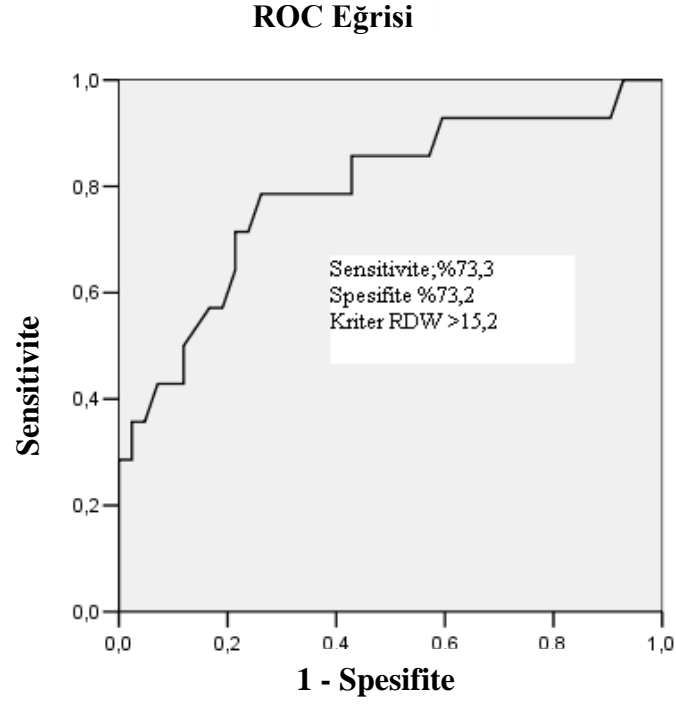 ROC Eğrisi
1,0
0,8
0,6
0,4
0,2
0,0
Sensitivite
Sensitivite;%73,3
Spesifite %73,2
Kriter RDW >15,2
0,0 0,2 0.4 0.6 0.8 1,0
1 - Spesifite